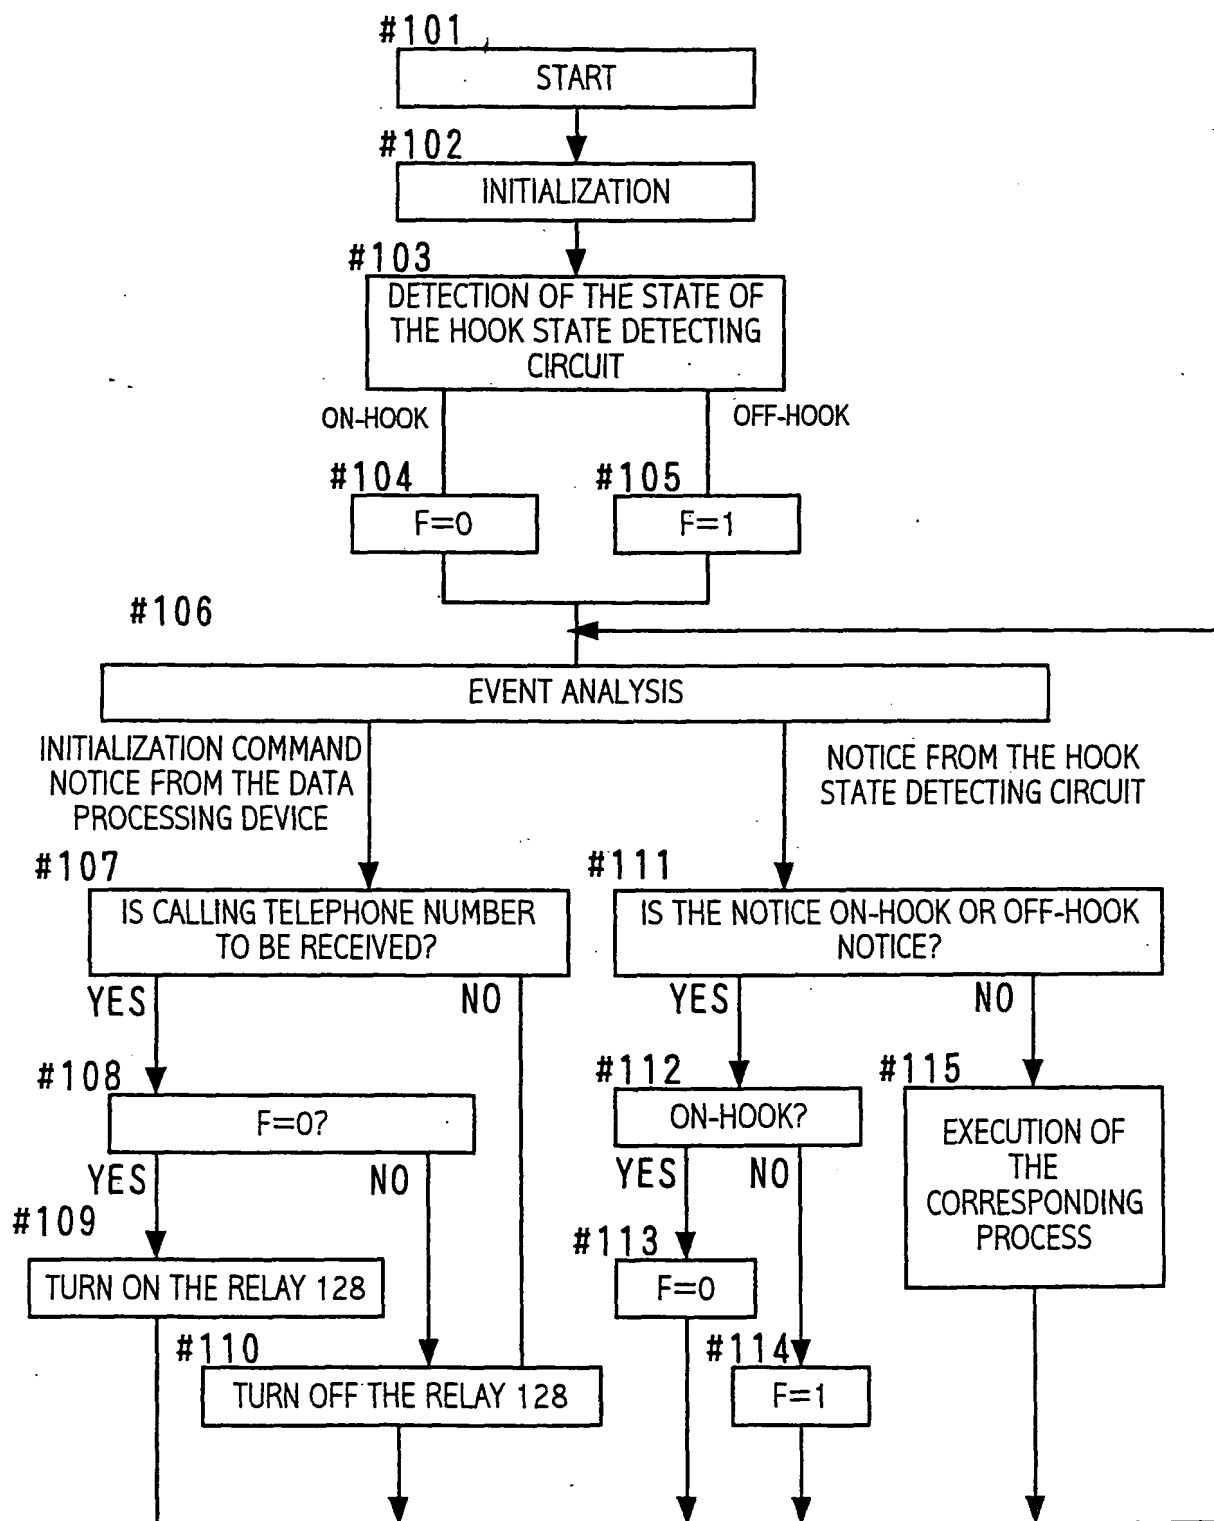 #101
START
#102
INITIALIZATION
#103
DETECTION OF THE STATE OF
THE HOOK STATE DETECTING
CIRCUIT
ON-HOOK
OFF-HOOK
#104
F=0
#105
F=1
#106
EVENT ANALYSIS
INITIALIZATION COMMAND
NOTICE FROM THE DATA
PROCESSING DEVICE
NOTICE FROM THE HOOK
STATE DETECTING CIRCUIT
#107
IS CALLING TELEPHONE NUMBER
TO BE RECEIVED?
YES
NO
#108
F=0?
YES
NO
#109
TURN ON THE RELAY 128
#110
TURN OFF THE RELAY 128
#111
IS THE NOTICE ON-HOOK OR OFF-HOOK
NOTICE?
YES
NO
#112
ON-HOOK?
YES
NO
#113
F=0
#114
F=1
#115
EXECUTION OF
THE
CORRESPONDING
PROCESS